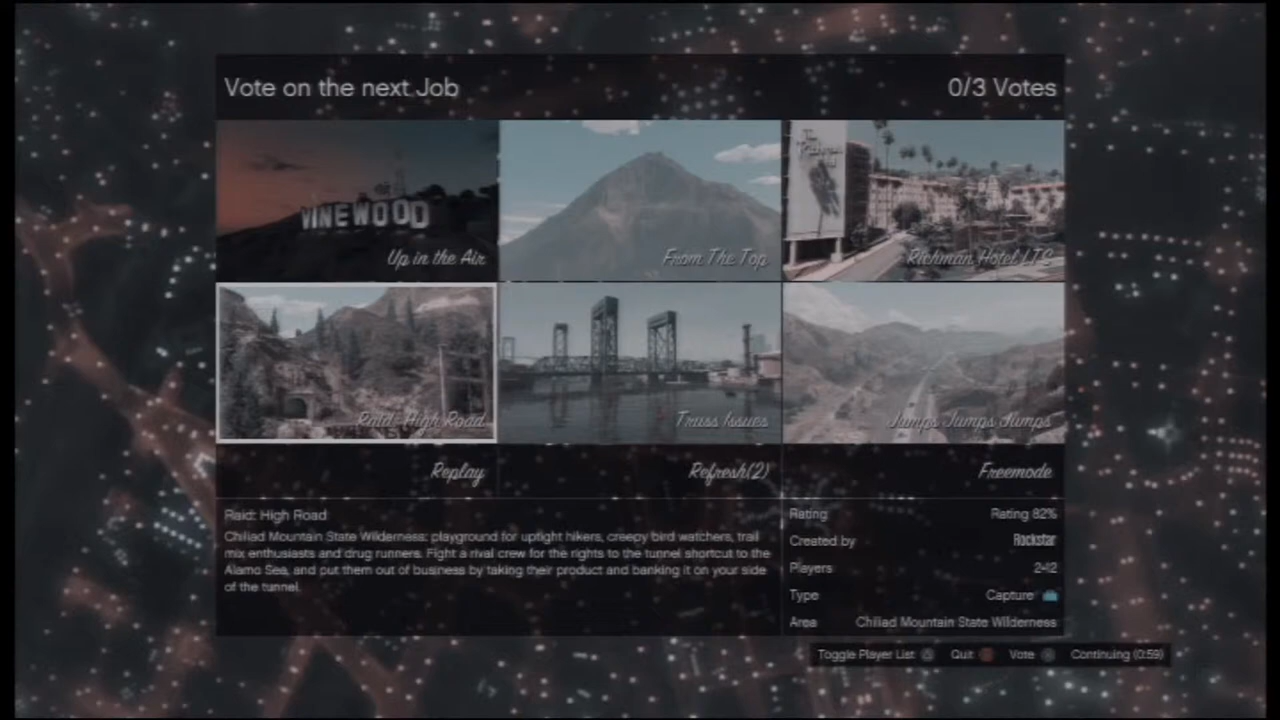 Vote on the next Job
0/3 Votes
VINEWOOD
Up in the Air
From The Top
Richman Hotel LTS
Raid: High Road
Truss Issues
Jumps Jumps Jumps
Replay
Refresh(2)
Freemode
Raid: High Road
Chiliad Mountain State Wilderness: playground for uptight hikers, creepy bird watchers, trail
mix enthusiasts and drug runners. Fight a rival crew for the rights to the tunnel shortcut to the
Alamo Sea, and put them out of business by taking their product and banking it on your side
of the tunnel.
Rating Rating 82%
Created by Rockstar
Players 2-12
Type Capture
Area Chiliad Mountain State Wilderness
Toggle Player List Quit Vote Continuing (0:59)